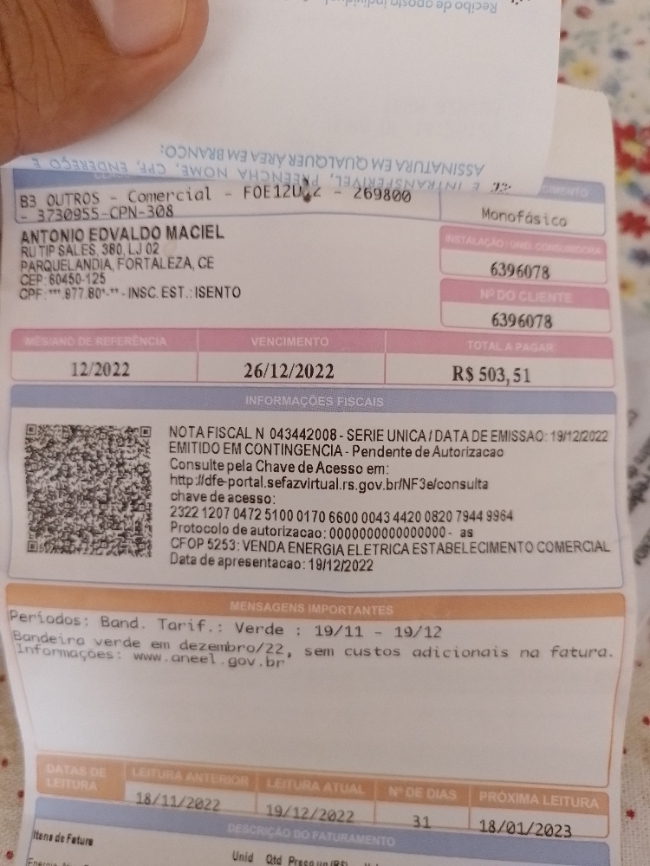 Recibo de aposta individual
ASSINATURA EM QUALQUER ÁREA EM BRANCO:
E INTRANSFERÍVEL, PREENCHA NOME, CPF, ENDEREÇO E
B3 OUTROS - Comercial - - 269800
- 3730955-CPN-308
Monofásico
ANTONIO EDVALDO MACIEL
RU TIP SALES, 380, LJ 02
PARQUELANDIA, FORTALEZA, CE
CEP: 60450-125
CPF: ***.977.80*-** - INSC. EST.: ISENTO
INSTALAÇÃO / UNID. CONSUMIDORA
6396078
Nº DO CLIENTE
6396078
MÊS/ANO DE REFERÊNCIA VENCIMENTO TOTAL A PAGAR
12/2022 26/12/2022 R$ 503,51
INFORMAÇÕES FISCAIS
NOTA FISCAL N 043442008 - SERIE UNICA / DATA DE EMISSAO: 19/12/2022
EMITIDO EM CONTINGENCIA - Pendente de Autorizacao
Consulte pela Chave de Acesso em:
http://dfe-portal.sefazvirtual.rs.gov.br/NF3e/consulta
chave de acesso:
2322 1207 0472 5100 0170 6600 0043 4420 0820 7944 9964
Protocolo de autorizacao: 0000000000000000 - as
CFOP 5253: VENDA ENERGIA ELETRICA ESTABELECIMENTO COMERCIAL
Data de apresentacao: 19/12/2022
MENSAGENS IMPORTANTES
Períodos: Band. Tarif.: Verde : 19/11 - 19/12
Bandeira verde em dezembro/22, sem custos adicionais na fatura.
Informações: www.aneel.gov.br
DATAS DE LEITURA LEITURA ANTERIOR LEITURA ATUAL Nº DE DIAS PRÓXIMA LEITURA
18/11/2022 19/12/2022 31 18/01/2023
DESCRIÇÃO DO FATURAMENTO
Itens de Fatura Unid Qtd